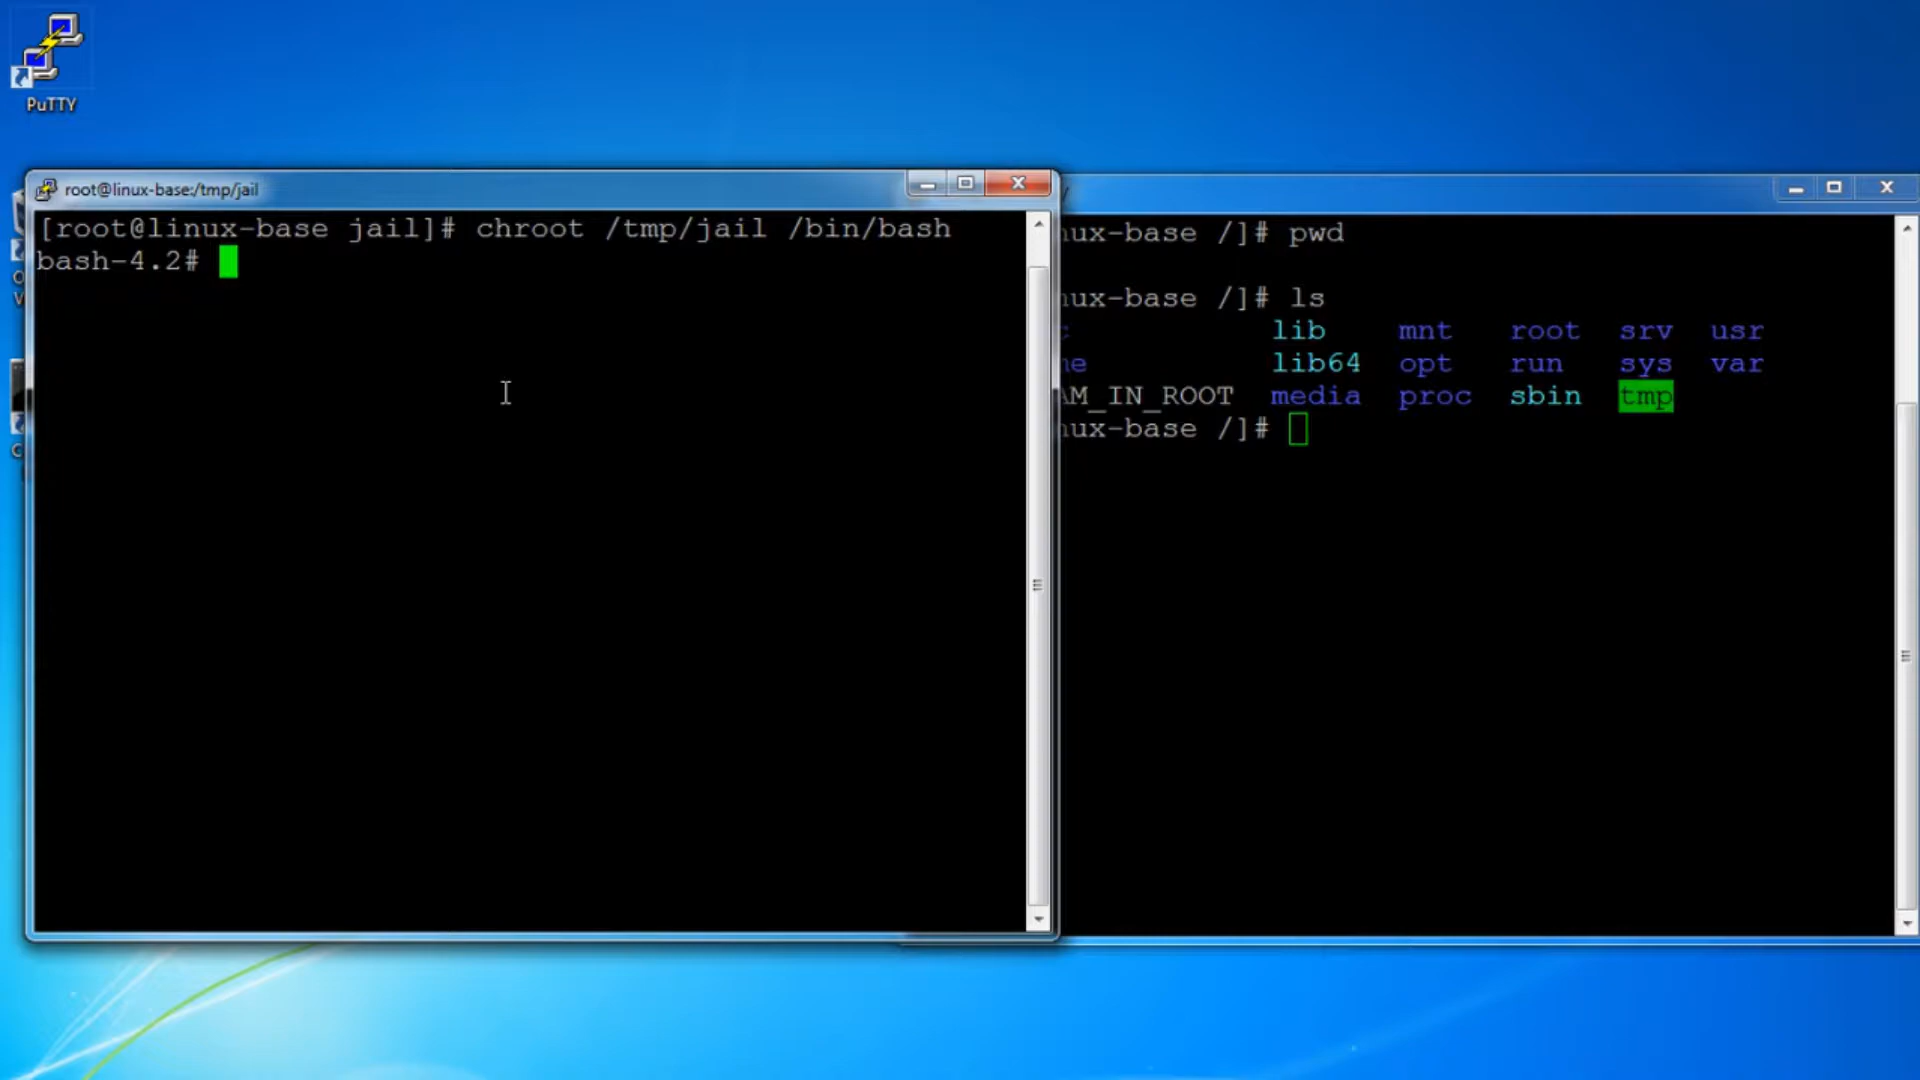 PuTTY
root@linux-base:/tmp/jail
[root@linux-base jail]# chroot /tmp/jail /bin/bash
bash-4.2#
nux-base /]# pwd
nux-base /]# ls
lib mnt root srv usr
lib64 opt run sys var
AM_IN_ROOT media proc sbin tmp
nux-base /]#